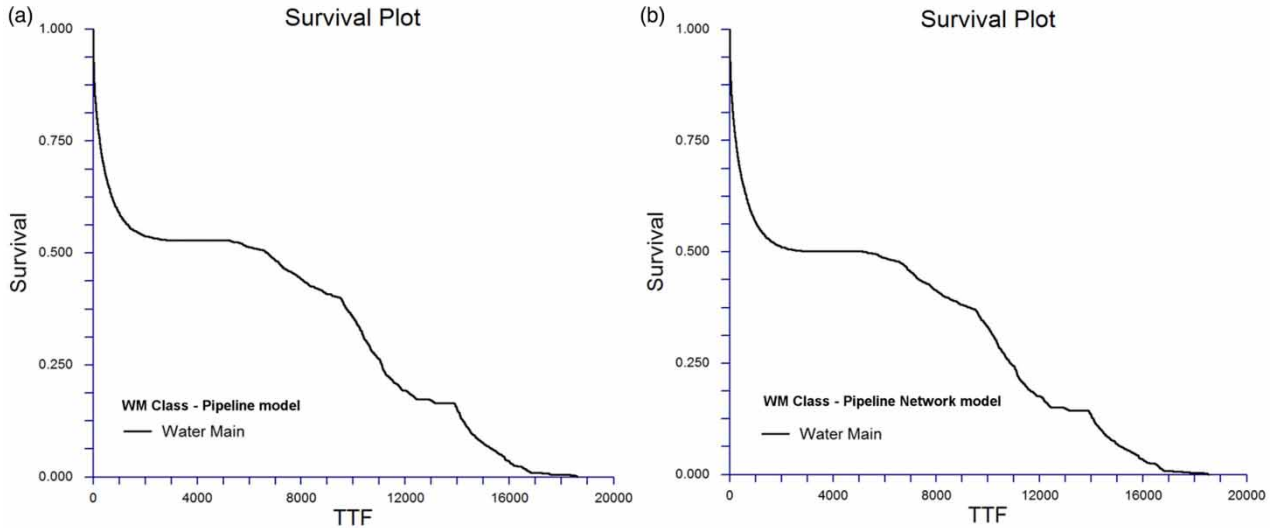 (a)
Survival Plot
1.000
0.750
0.500
0.250
0.000
Survival
WM Class - Pipeline model
Water Main
0 4000 8000 12000 16000 20000
TTF
(b)
Survival Plot
1.000
0.750
0.500
0.250
0.000
Survival
WM Class - Pipeline Network model
Water Main
0 4000 8000 12000 16000 20000
TTF